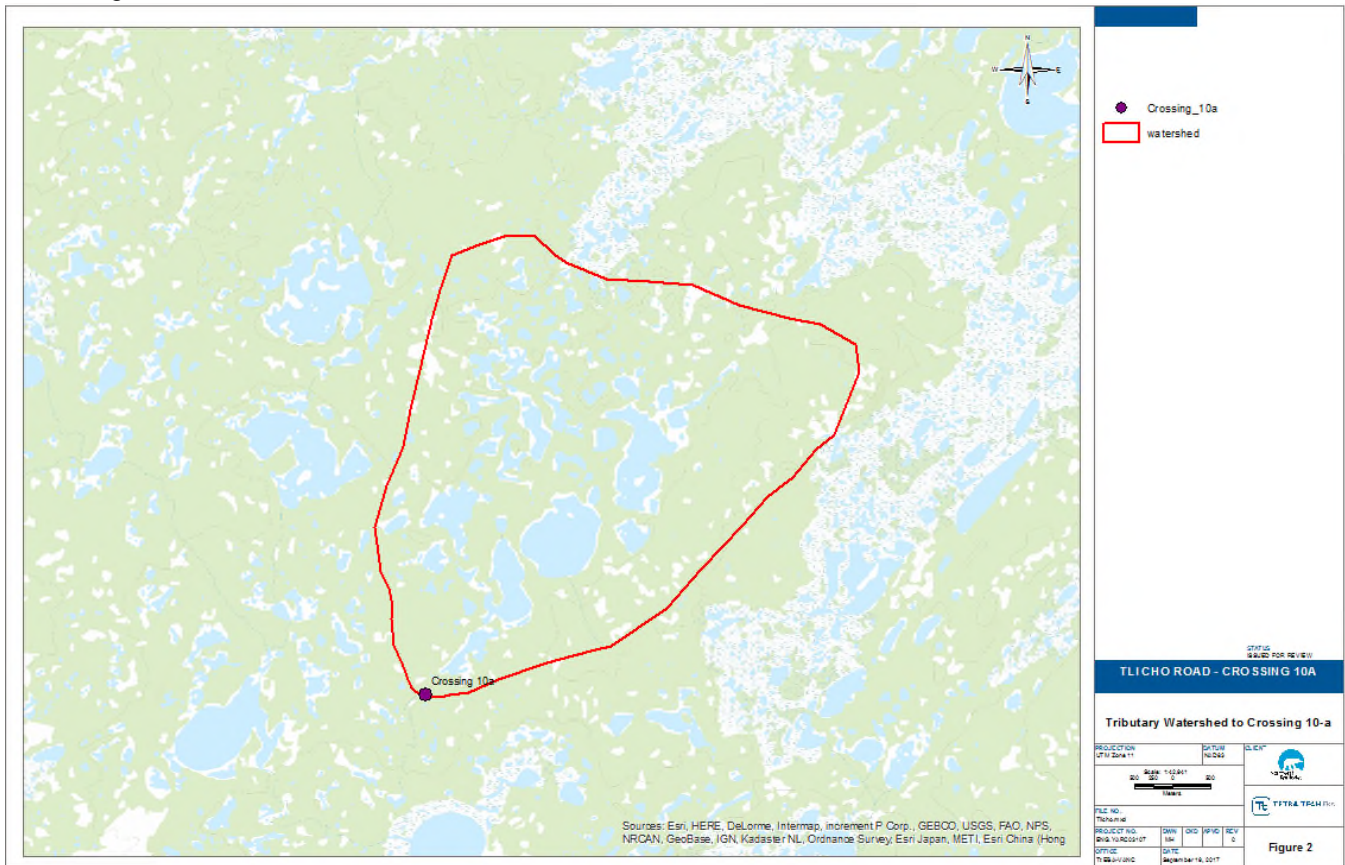 N
W
E
S
Crossing 10a
Sources: Esri, HERE, DeLorme, Intermap, increment P Corp., GEBCO, USGS, FAO, NPS,
NRCAN, GeoBase, IGN, Kadaster NL, Ordnance Survey, Esri Japan, METI, Esri China (Hong
Crossing_10a
watershed
STATUS
ISSUED FOR REVIEW
TLICHO ROAD - CROSSING 10A
Tributary Watershed to Crossing 10-a
PROJECTION
UTM Zone 11
DATUM
NAD83
CLIENT
Meters
TETRA TECH
FILE NO.
PROJECT NO.
DWN
CKD
APVD
REV
MH
0
OFFICE
DATE
September 18, 2017
Figure 2